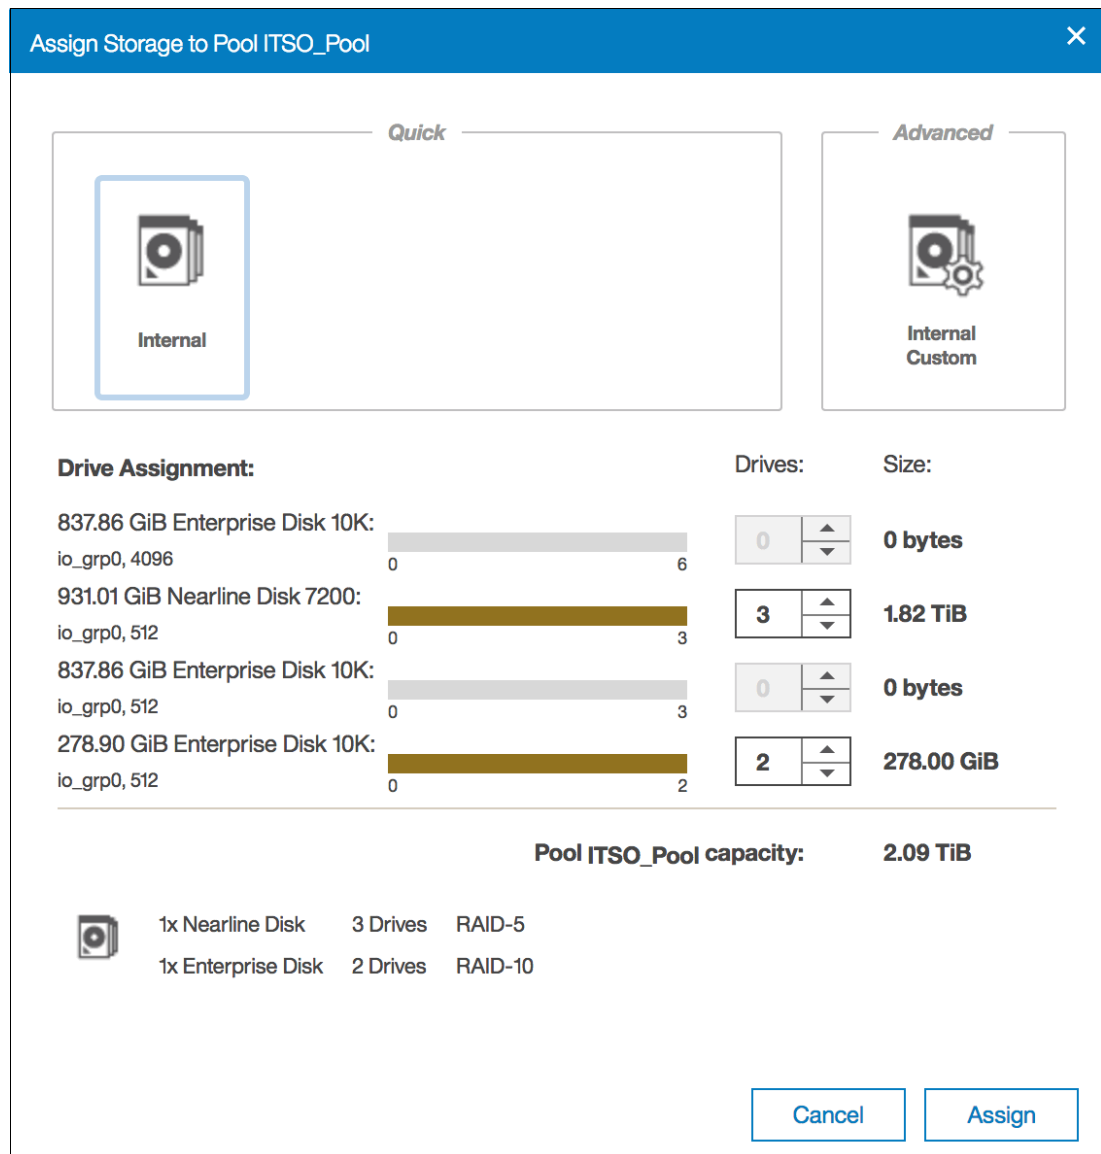 Assign Storage to Pool ITSO_Pool
Quick
Advanced
Internal
Internal
Custom
Drive Assignment:
Drives:
Size:
837.86 GiB Enterprise Disk 10K:
io_grp0, 4096
0
6
0
0 bytes
931.01 GiB Nearline Disk 7200:
io_grp0, 512
0
3
3
1.82 TiB
837.86 GiB Enterprise Disk 10K:
io_grp0, 512
0
3
0
0 bytes
278.90 GiB Enterprise Disk 10K:
io_grp0, 512
0
2
2
278.00 GiB
Pool ITSO_Pool capacity: 2.09 TiB
1x Nearline Disk 3 Drives RAID-5
1x Enterprise Disk 2 Drives RAID-10
Cancel
Assign